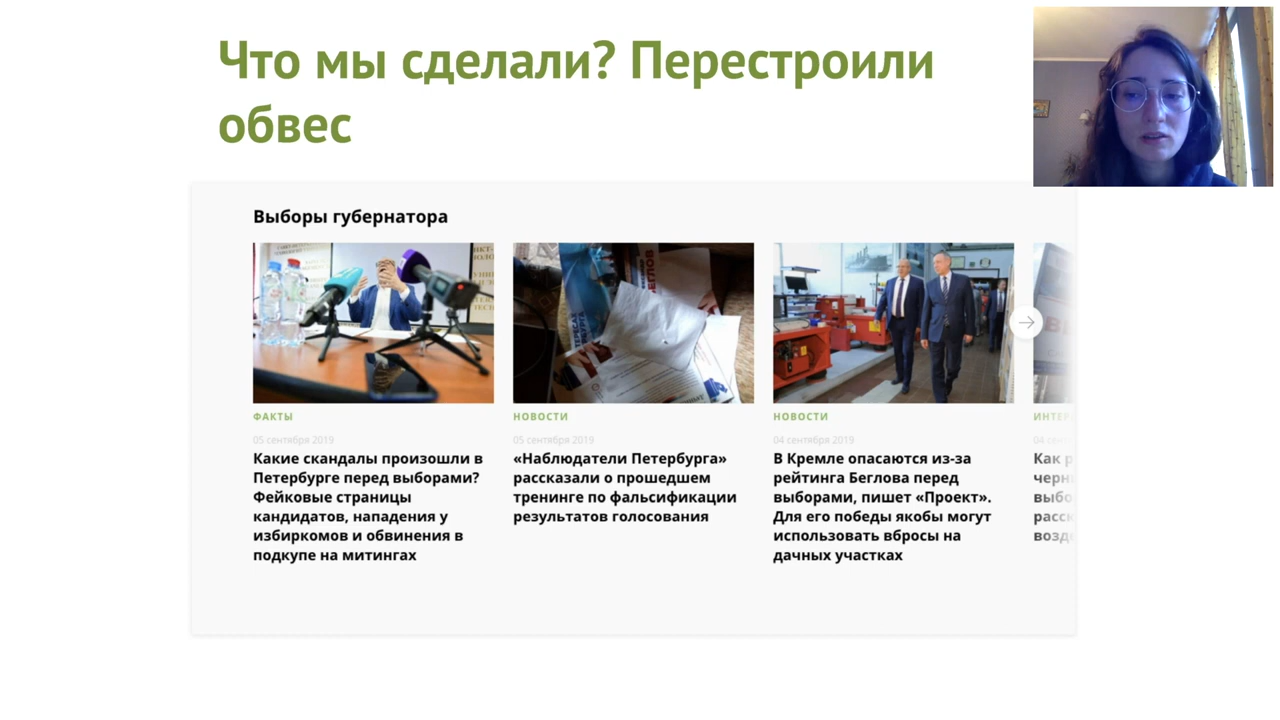 Что мы сделали? Перестроили
обвес
Выборы губернатора
ФАКТЫ
05 сентября 2019
Какие скандалы произошли в
Петербурге перед выборами?
Фейковые страницы
кандидатов, нападения у
избиркомов и обвинения в
подкупе на митингах
НОВОСТИ
05 сентября 2019
«Наблюдатели Петербурга»
рассказали о прошедшем
тренинге по фальсификации
результатов голосования
НОВОСТИ
04 сентября 2019
В Кремле опасаются из-за
рейтинга Беглова перед
выборами, пишет «Проект».
Для его победы якобы могут
использовать вбросы на
дачных участках
04
Как